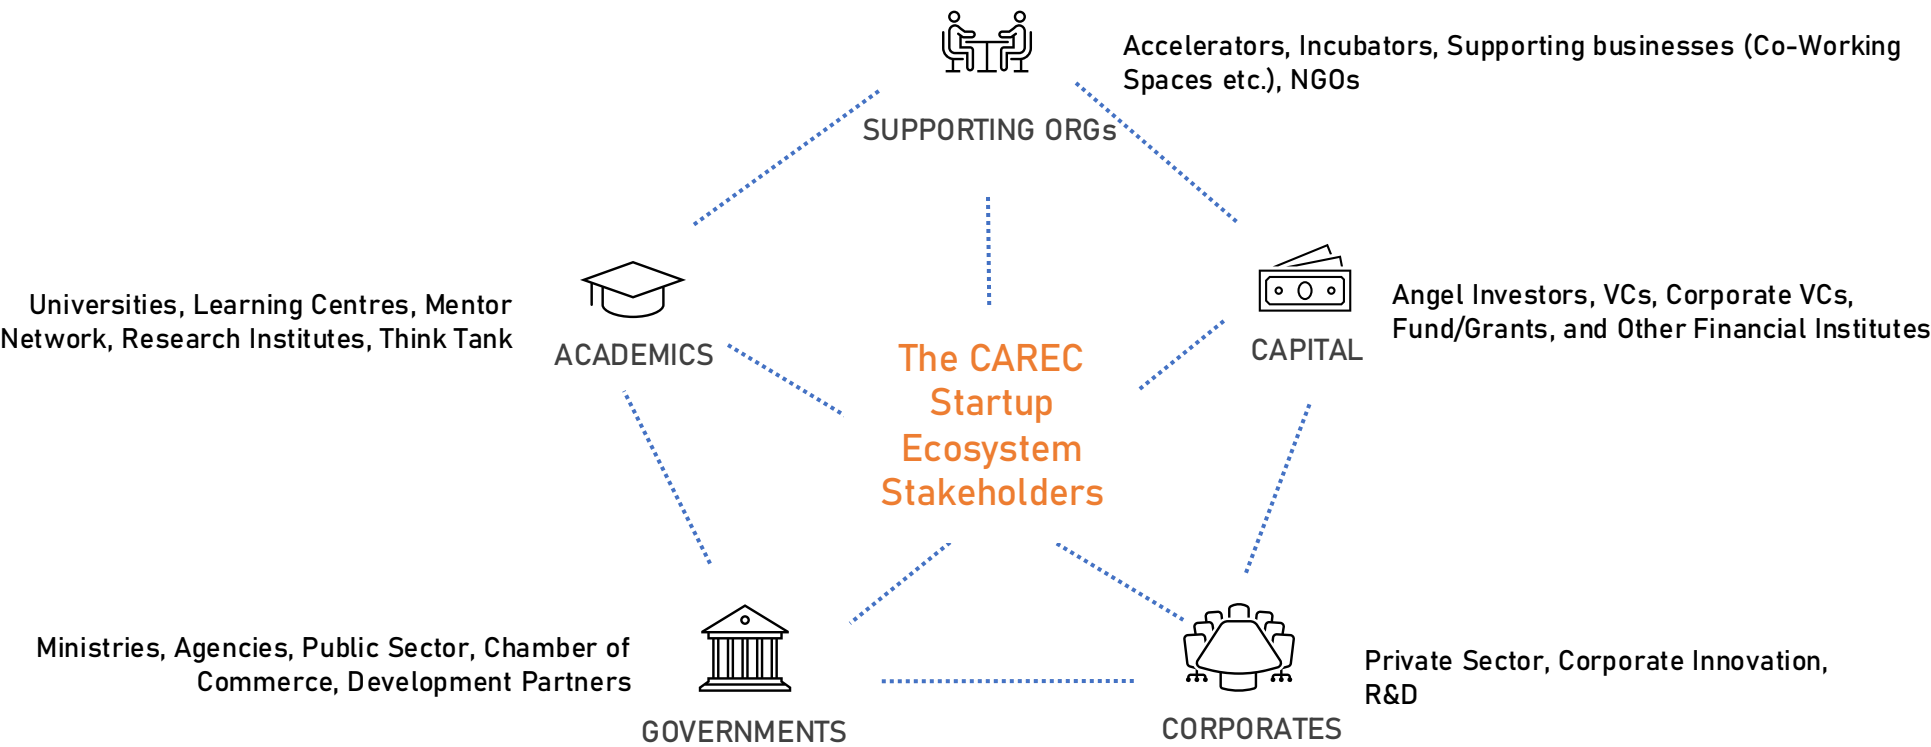 Accelerators, Incubators, Supporting businesses (Co-Working
Spaces etc.), NGOs
SUPPORTING ORGs
Universities, Learning Centres, Mentor
Network, Research Institutes, Think Tank
ACADEMICS
Angel Investors, VCs, Corporate VCs,
Fund/Grants, and Other Financial Institutes
CAPITAL
The CAREC
Startup
Ecosystem
Stakeholders
Ministries, Agencies, Public Sector, Chamber of
Commerce, Development Partners
GOVERNMENTS
Private Sector, Corporate Innovation,
R&D
CORPORATES